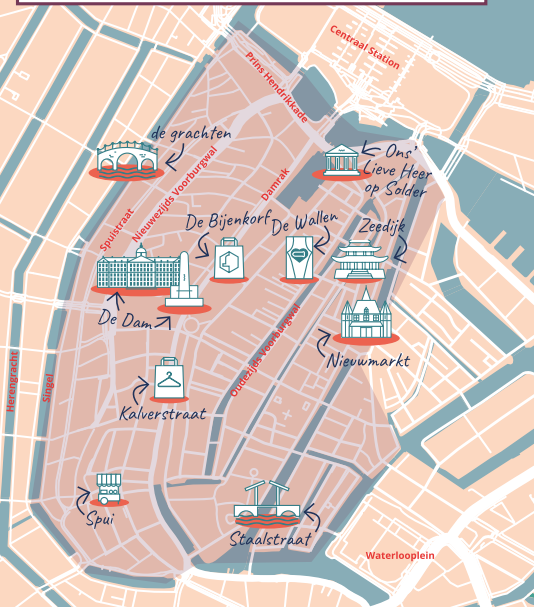 Centraal Station
Prins Hendrikkade
de grachten
Nieuwezijds Voorburgwal
Ons'
Lieve Heer
op Solder
Damrak
Spuistraat
De Bijenkorf
De Wallen
Zeedijk
De Dam
Oudezijds Voorburgwal
Nieuwmarkt
Herengracht
Singel
Kalverstraat
Spui
Staalstraat
Waterlooplein